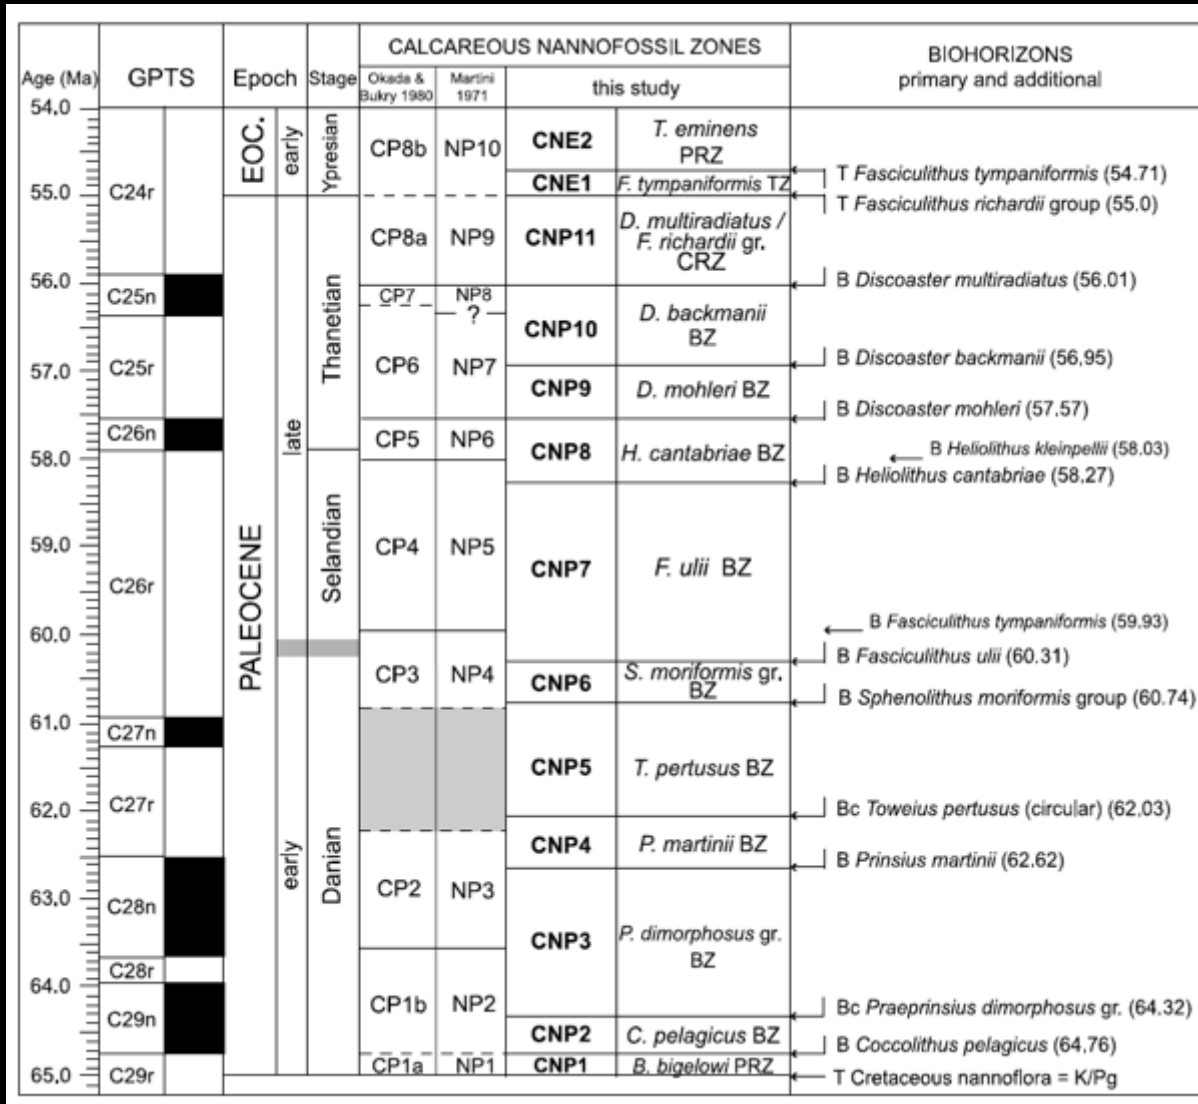 CALCAREOUS NANNOFOSSIL ZONES
BIOHORIZONS
primary and additional
Age (Ma)
GPTS
Epoch
Stage
Okada &
Bukry 1980
Martini
1971
this study
54.0
55.0
56.0
57.0
58.0
59.0
60.0
61.0
62.0
63.0
64.0
65.0
C24r
C25n
C25r
C26n
C26r
C27n
C27r
C28n
C28r
C29n
C29r
EOC.
PALEOCENE
early
late
early
Ypresian
Thanetian
Selandian
Danian
CP8b
CP8a
CP7
CP6
CP5
CP4
CP3
CP2
CP1b
CP1a
NP10
NP9
NP8
?
NP7
NP6
NP5
NP4
NP3
NP2
NP1
CNE2
CNE1
CNP11
CNP10
CNP9
CNP8
CNP7
CNP6
CNP5
CNP4
CNP3
CNP2
CNP1
T. eminens
PRZ
F. tympaniformis TZ
D. multiradiatus /
F. richardii gr.
CRZ
D. backmanii
BZ
D. mohleri BZ
H. cantabriae BZ
F. ulii BZ
S. moriformis gr.
BZ
T. pertusus BZ
P. martinii BZ
P. dimorphosus gr.
BZ
C. pelagicus BZ
B. bigelowi PRZ
T Fasciculithus tympaniformis (54.71)
T Fasciculithus richardii group (55.0)
B Discoaster multiradiatus (56.01)
B Discoaster backmanii (56,95)
B Discoaster mohleri (57.57)
B Heliolithus kleinpellii (58.03)
B Heliolithus cantabriae (58.27)
B Fasciculithus tympaniformis (59.93)
B Fasciculithus ulii (60.31)
B Sphenolithus moriformis group (60.74)
Bc Toweius pertusus (circular) (62.03)
B Prinsius martinii (62.62)
Bc Praeprinsius dimorphosus gr. (64.32)
B Coccolithus pelagicus (64.76)
T Cretaceous nannoflora = K/Pg